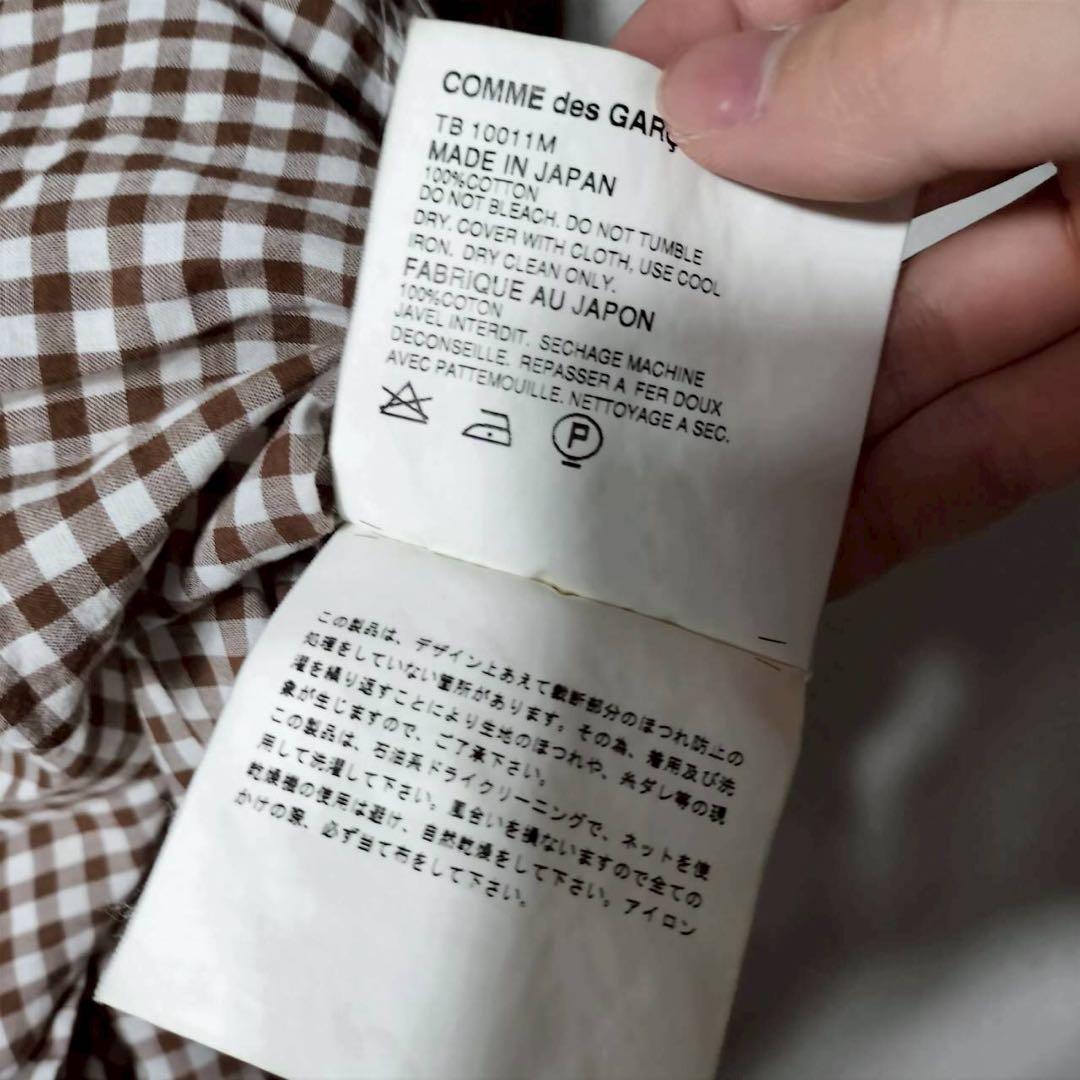 COMME des GARÇ
TB 10011M
MADE IN JAPAN
100%COTTON
DO NOT BLEACH. DO NOT TUMBLE
DRY. COVER WITH CLOTH, USE COOL
IRON. DRY CLEAN ONLY.
FABRIQUE AU JAPON
100%COTON
JAVEL INTERDIT. SECHAGE MACHINE
DECONSEILLE. REPASSER A FER DOUX
AVEC PATTEMOUILLE. NETTOYAGE A SEC.
P
この製品は、デザイン上あえて裁断部分のほつれ防止の
処理をしていない箇所があります。その為、着用及び洗
濯を繰り返すことにより生地のほつれや、糸ダレ等の現
象が生じますので、ご了承下さい。
この製品は、石油系ドライクリーニングで、ネットを使
用して洗濯して下さい。風合いを損ないますので全ての
乾燥機の使用は避け、自然乾燥をして下さい。アイロン
かけの際、必ず当て布をして下さい。